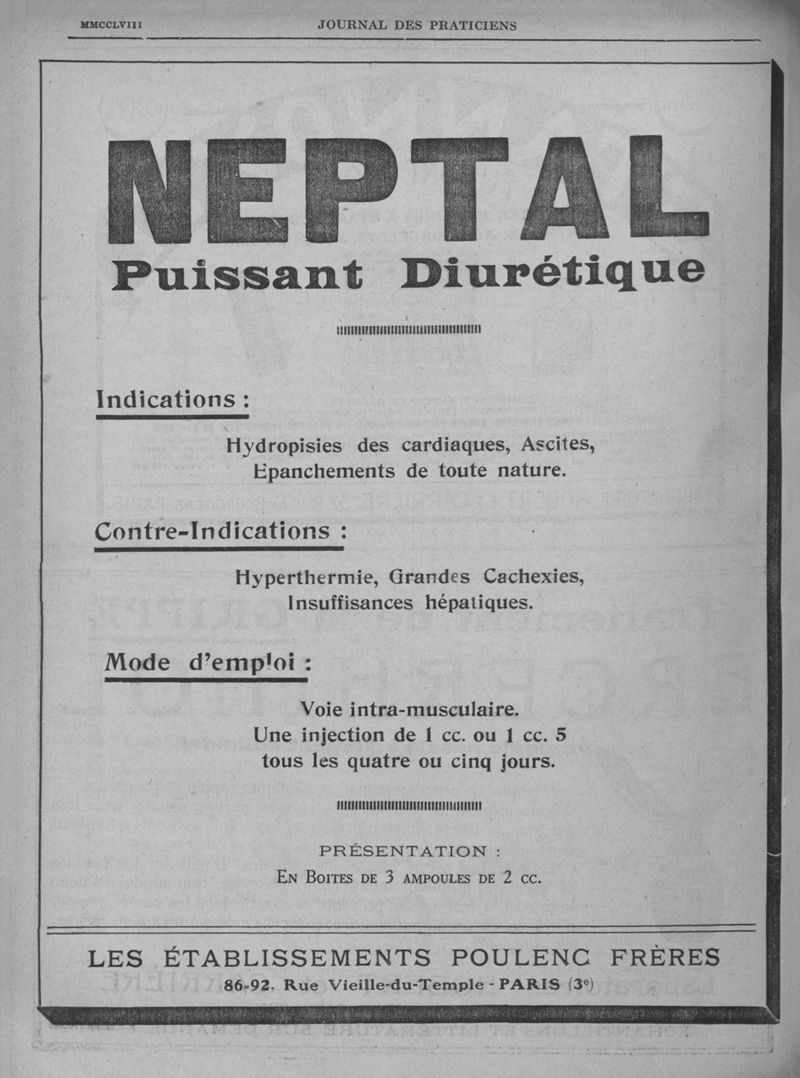 MMCCLVIII
JOURNAL DES PRATICIENS
NEPTAL
Puissant Diurétique
Indications :
Hydropisies des cardiaques, Ascites,
Epanchements de toute nature.
Contre-Indications :
Hyperthermie, Grandes Cachexies,
Insuffisances hépatiques.
Mode d'emploi :
Voie intra-musculaire.
Une injection de 1 cc. ou 1 cc. 5
tous les quatre ou cinq jours.
PRÉSENTATION :
EN BOITES DE 3 AMPOULES DE 2 CC.
LES ÉTABLISSEMENTS POULENC FRÈRES
86-92, Rue Vieille-du-Temple - PARIS (3e)